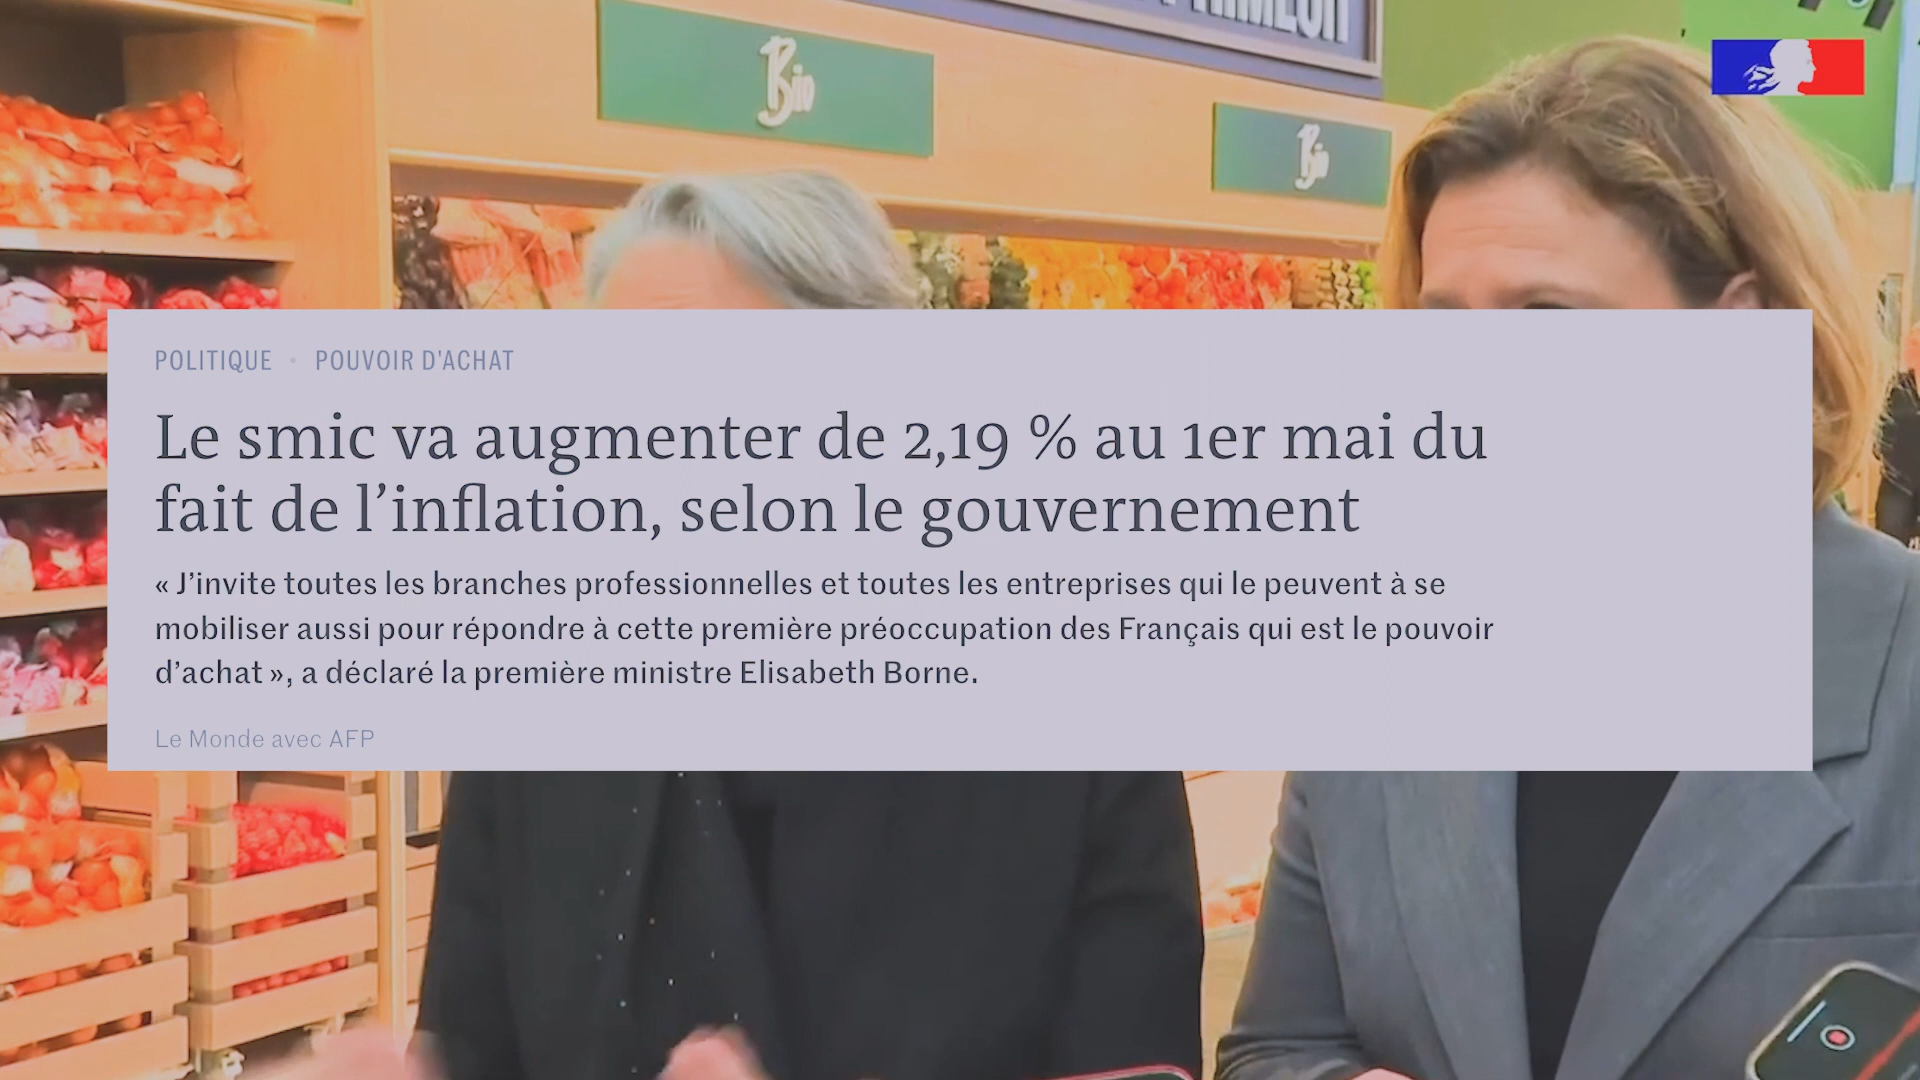 Bio
Bio
POLITIQUE • POUVOIR D'ACHAT
Le smic va augmenter de 2,19 % au 1er mai du
fait de l’inflation, selon le gouvernement
« J’invite toutes les branches professionnelles et toutes les entreprises qui le peuvent à se
mobiliser aussi pour répondre à cette première préoccupation des Français qui est le pouvoir
d’achat », a déclaré la première ministre Elisabeth Borne.
Le Monde avec AFP